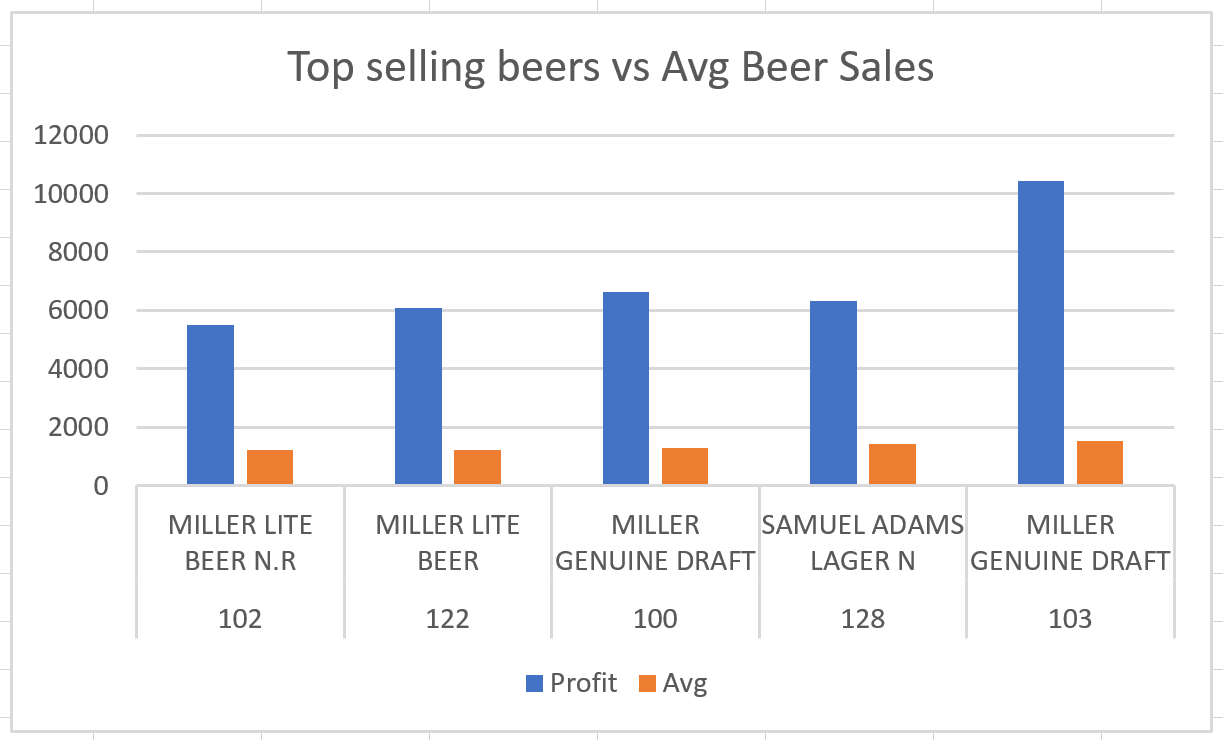 Top selling beers vs Avg Beer Sales
12000
10000
8000
6000
4000
2000
0
MILLER LITE
BEER N.R
MILLER LITE
BEER
MILLER
GENUINE DRAFT
SAMUEL ADAMS
LAGER N
MILLER
GENUINE DRAFT
102
122
100
128
103
Profit
Avg